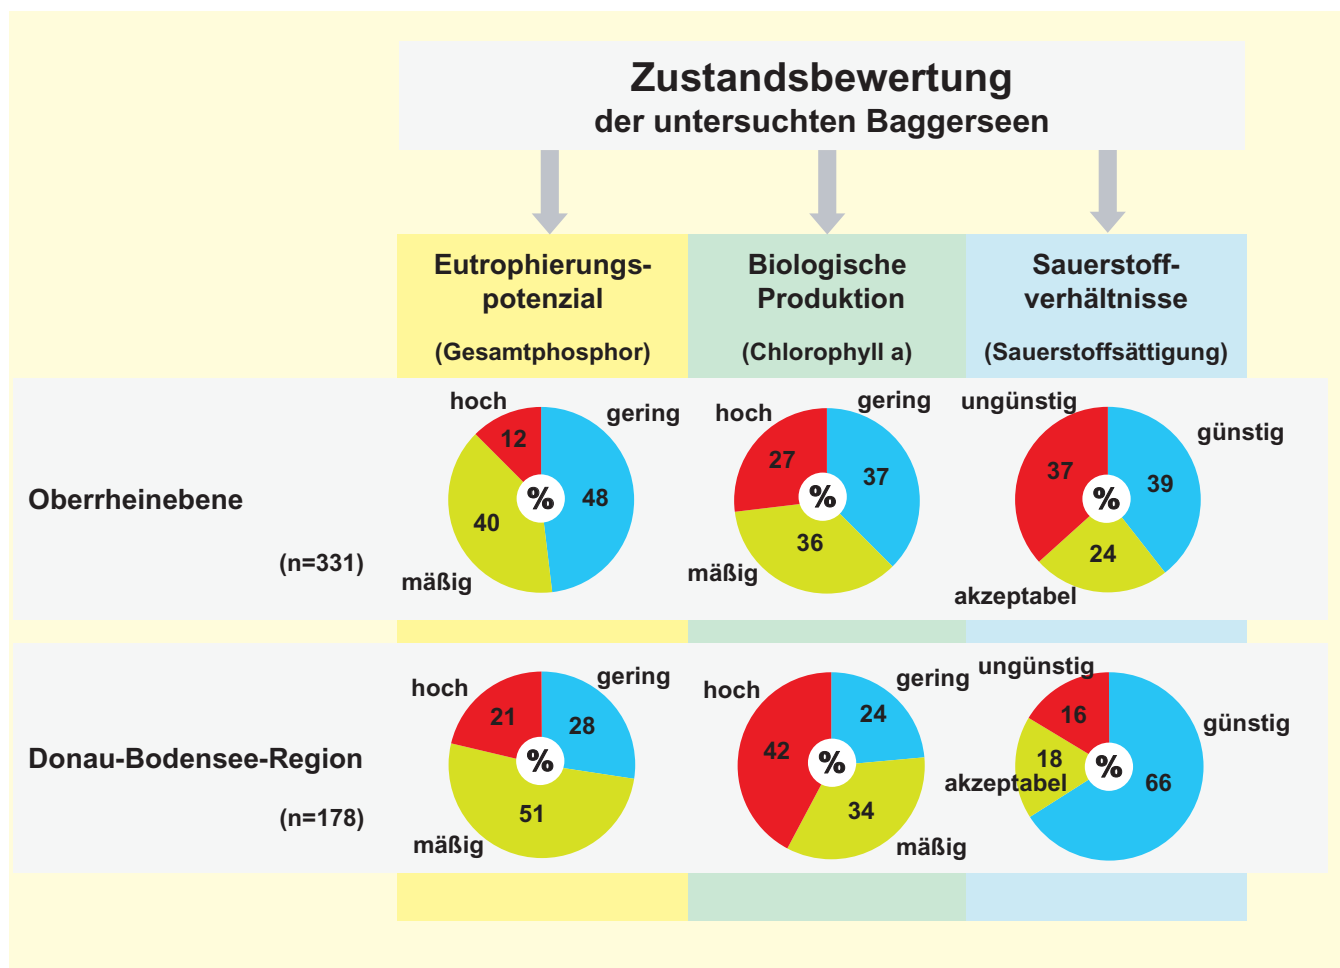 Zustandsbewertung
der untersuchten Baggerseen
Eutrophierungs-
potenzial
(Gesamtphosphor)
Biologische
Produktion
(Chlorophyll a)
Sauerstoff-
verhältnisse
(Sauerstoffsättigung)
Oberrheinebene
(n=331)
hoch
gering
12
48
%
40
mäßig
hoch
gering
27
37
%
36
mäßig
ungünstig
günstig
37
39
%
24
akzeptabel
Donau-Bodensee-Region
(n=178)
hoch
gering
21
28
%
51
mäßig
hoch
gering
24
42
%
34
mäßig
ungünstig
günstig
16
18
%
akzeptabel
66